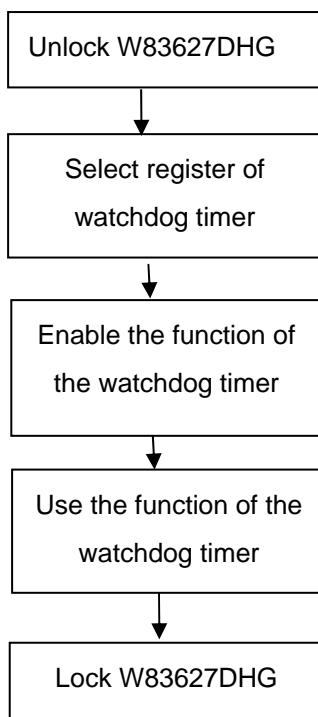 Unlock W83627DHG
Select register of
watchdog timer
Enable the function of
the watchdog timer
Use the function of the
watchdog timer
Lock W83627DHG